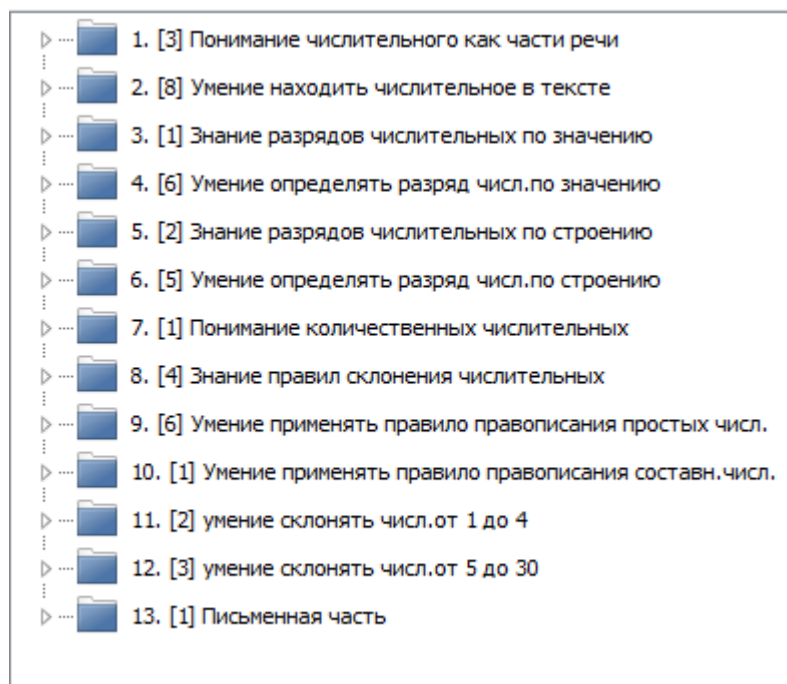 1. [3] Понимание числительного как части речи
2. [8] Умение находить числительное в тексте
3. [1] Знание разрядов числительных по значению
4. [6] Умение определять разряд числ.по значению
5. [2] Знание разрядов числительных по строению
6. [5] Умение определять разряд числ.по строению
7. [1] Понимание количественных числительных
8. [4] Знание правил склонения числительных
9. [6] Умение применять правило правописания простых числ.
10. [1] Умение применять правило правописания составн.числ.
11. [2] умение склонять числ.от 1 до 4
12. [3] умение склонять числ.от 5 до 30
13. [1] Письменная часть